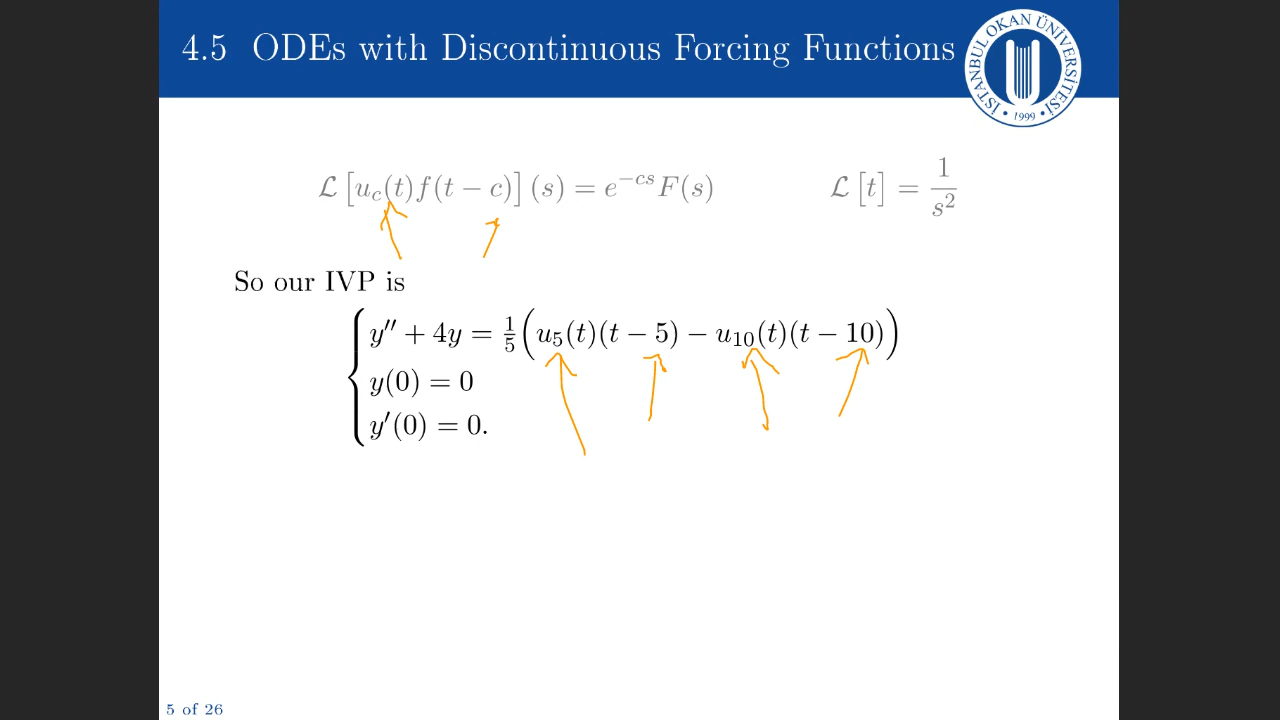 4.5 ODEs with Discontinuous Forcing Functions
İSTANBUL OKAN ÜNİVERSİTESİ • 1999 •
ℒ[u_c(t)f(t − c)](s) = e^{−cs}F(s) ℒ[t] = 1/s²
So our IVP is
y″ + 4y = 1/5(u₅(t)(t − 5) − u₁₀(t)(t − 10))
y(0) = 0
y′(0) = 0.
5 of 26